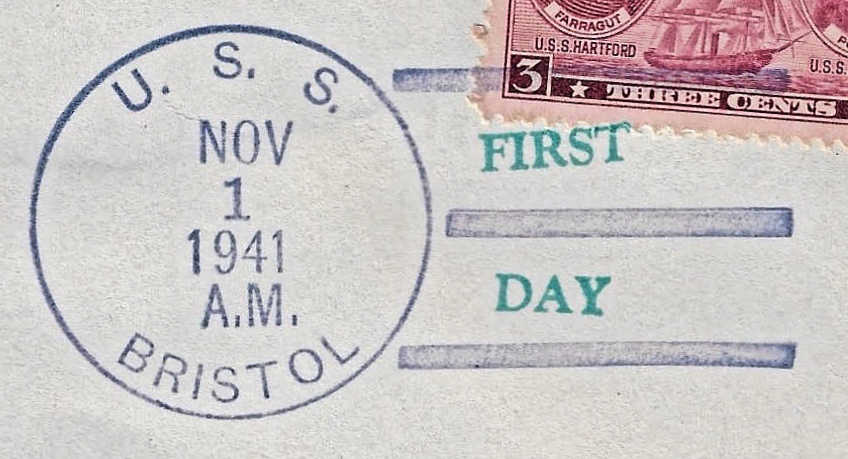 U. S. S.
NOV
1
1941
A.M.
BRISTOL
FARRAGUT
U.S.S. HARTFORD
U.S.S.
3 ★ THREE CENTS
FIRST
DAY